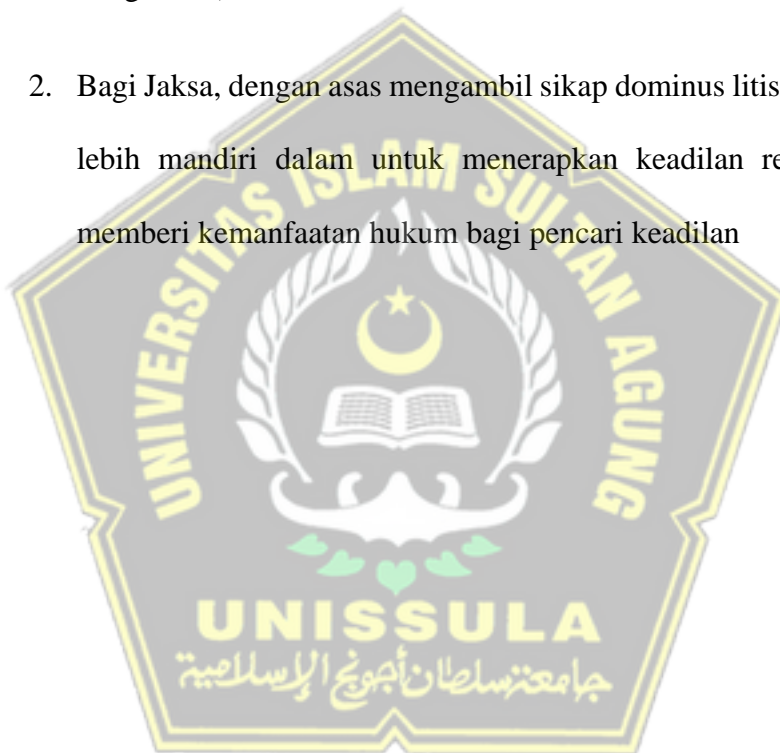 2. Bagi Jaksa, dengan asas mengambil sikap dominus litis
lebih mandiri dalam untuk menerapkan keadilan re
memberi kemanfaatan hukum bagi pencari keadilan
UNIVERSITAS ISLAM SULTAN AGUNG
UNISSULA
جامعة سلطان أجونج الإسلامية